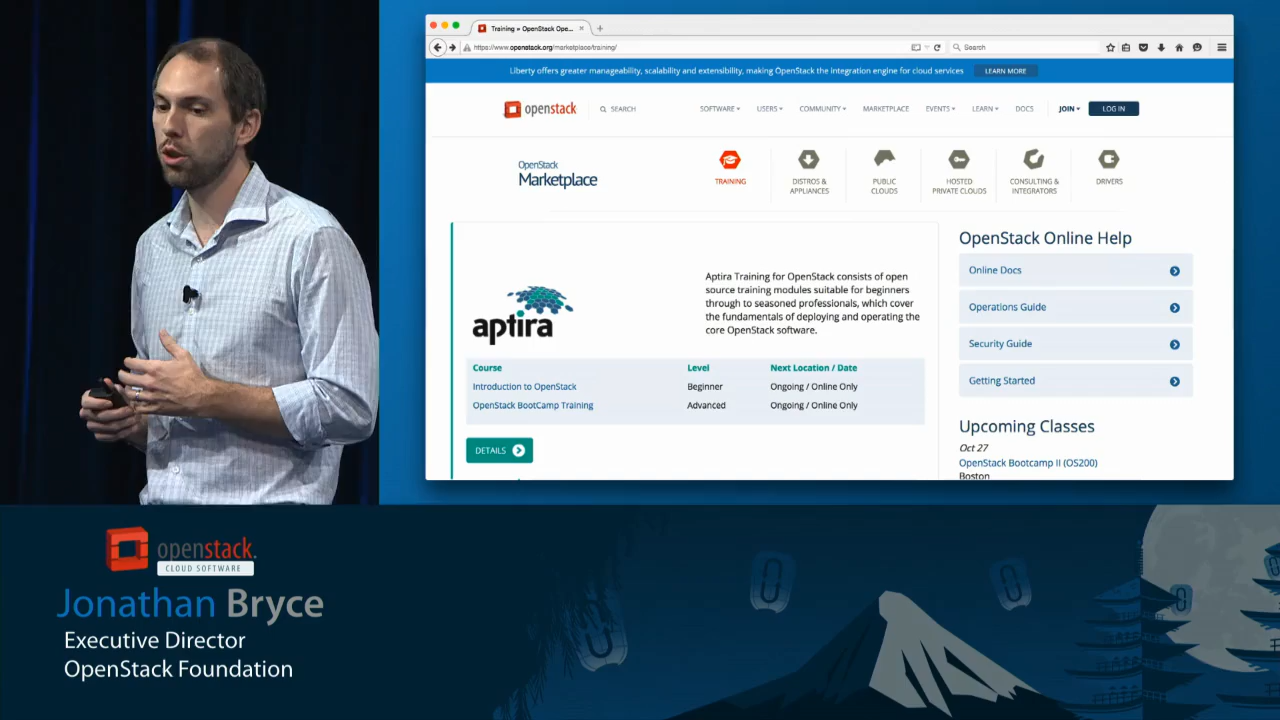 Training » OpenStack Ope...
https://www.openstack.org/marketplace/training/
Search
Liberty offers greater manageability, scalability and extensibility, making OpenStack the integration engine for cloud services
LEARN MORE
openstack
SEARCH
SOFTWARE
USERS
COMMUNITY
MARKETPLACE
EVENTS
LEARN
DOCS
JOIN
LOG IN
OpenStack
Marketplace
TRAINING
DISTROS &
APPLIANCES
PUBLIC
CLOUDS
HOSTED
PRIVATE CLOUDS
CONSULTING &
INTEGRATORS
DRIVERS
aptira
Aptira Training for OpenStack consists of open
source training modules suitable for beginners
through to seasoned professionals, which cover
the fundamentals of deploying and operating the
core OpenStack software.
Course Level Next Location / Date
Introduction to OpenStack Beginner Ongoing / Online Only
OpenStack BootCamp Training Advanced Ongoing / Online Only
DETAILS
OpenStack Online Help
Online Docs
Operations Guide
Security Guide
Getting Started
Upcoming Classes
Oct 27
OpenStack Bootcamp II (OS200)
Boston
openstack.
CLOUD SOFTWARE
Jonathan Bryce
Executive Director
OpenStack Foundation